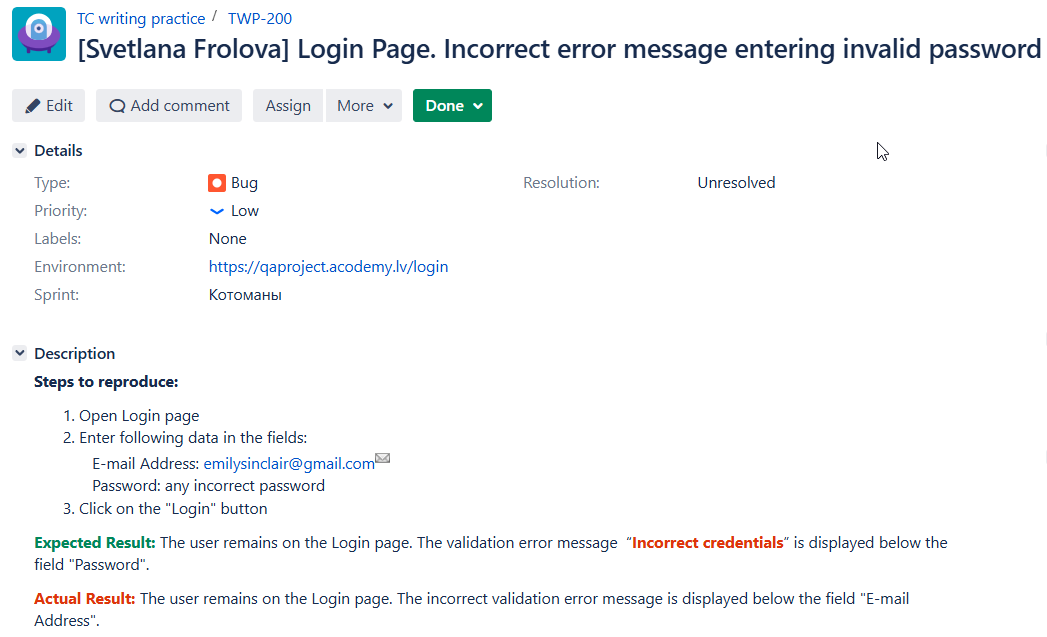 TC writing practice / TWP-200
[Svetlana Frolova] Login Page. Incorrect error message entering invalid password
Edit Add comment Assign More Done
Details
Type: Bug Resolution: Unresolved
Priority: Low
Labels: None
Environment: https://qaproject.acodemy.lv/login
Sprint: Котоманы
Description
Steps to reproduce:
1. Open Login page
2. Enter following data in the fields:
E-mail Address: emilysinclair@gmail.com
Password: any incorrect password
3. Click on the "Login" button
Expected Result: The user remains on the Login page. The validation error message “Incorrect credentials” is displayed below the
field "Password".
Actual Result: The user remains on the Login page. The incorrect validation error message is displayed below the field "E-mail
Address".